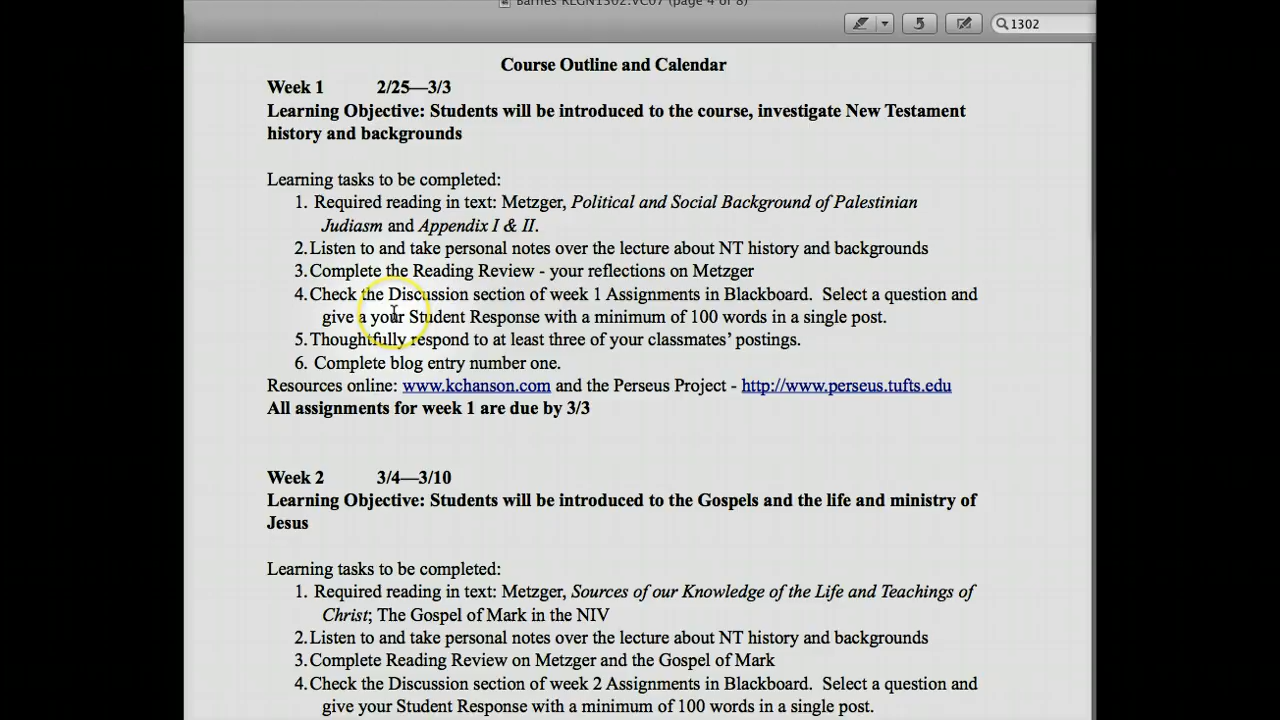 Barnes RLGN1302.VC07 (page 4 of 8)
1302
Course Outline and Calendar
Week 1 2/25—3/3
Learning Objective: Students will be introduced to the course, investigate New Testament
history and backgrounds
Learning tasks to be completed:
1. Required reading in text: Metzger, Political and Social Background of Palestinian
Judiasm and Appendix I & II.
2. Listen to and take personal notes over the lecture about NT history and backgrounds
3. Complete the Reading Review - your reflections on Metzger
4. Check the Discussion section of week 1 Assignments in Blackboard. Select a question and
give a your Student Response with a minimum of 100 words in a single post.
5. Thoughtfully respond to at least three of your classmates' postings.
6. Complete blog entry number one.
Resources online: www.kchanson.com and the Perseus Project - http://www.perseus.tufts.edu
All assignments for week 1 are due by 3/3
Week 2 3/4—3/10
Learning Objective: Students will be introduced to the Gospels and the life and ministry of
Jesus
Learning tasks to be completed:
1. Required reading in text: Metzger, Sources of our Knowledge of the Life and Teachings of
Christ; The Gospel of Mark in the NIV
2. Listen to and take personal notes over the lecture about NT history and backgrounds
3. Complete Reading Review on Metzger and the Gospel of Mark
4. Check the Discussion section of week 2 Assignments in Blackboard. Select a question and
give your Student Response with a minimum of 100 words in a single post.